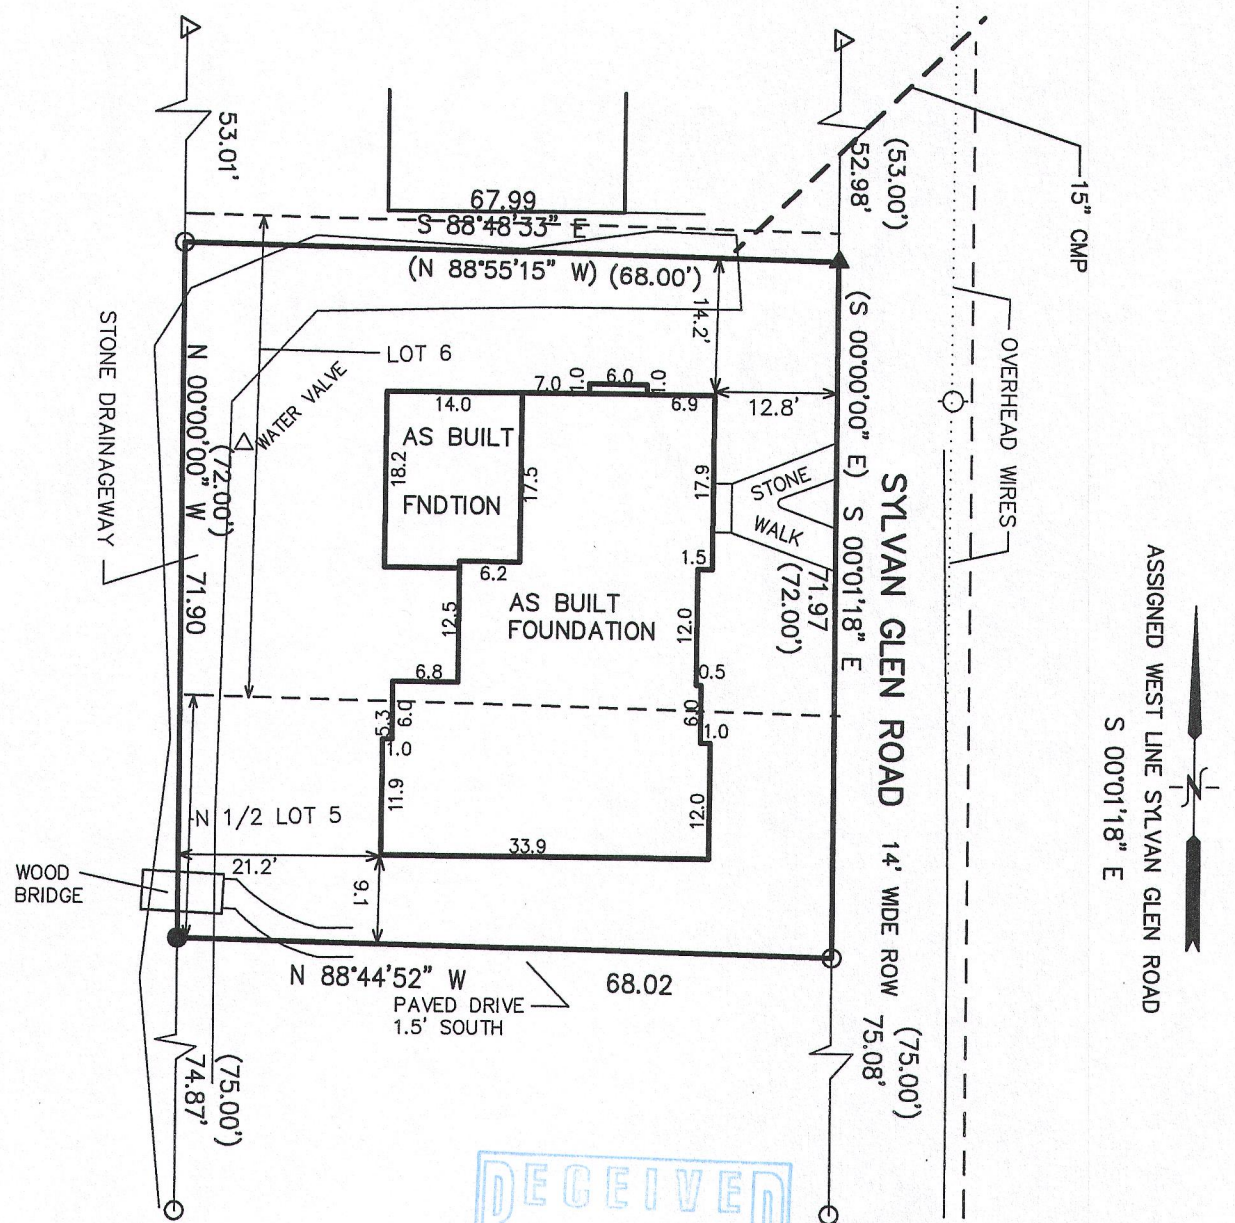 53.01'
(53.00')
52.98'
15" CMP
67.99
S 88°48'33" E
(N 88°55'15" W) (68.00')
14.2'
LOT 6
WATER VALVE
STONE DRAINAGEWAY
N 00°00'00" W 71.90
(72.00')
7.0
1.0
6.0
1.0
6.9
12.8'
14.0
AS BUILT
FNDTION
18.2
17.5
17.9
STONE
WALK
6.2
1.5
12.5
12.0
AS BUILT
FOUNDATION
6.8
0.5
5.3
6.0
6.0
1.0
1.0
11.9
12.0
33.9
(S 00°00'00" E) S 00°01'18" E
71.97
(72.00')
SYLVAN GLEN ROAD 14' WIDE ROW
OVERHEAD WIRES
ASSIGNED WEST LINE SYLVAN GLEN ROAD
S 00°01'18" E
N
N 1/2 LOT 5
21.2'
9.1
WOOD
BRIDGE
N 88°44'52" W 68.02
PAVED DRIVE
1.5' SOUTH
(75.00')
74.87'
(75.00')
75.08'
RECEIVED